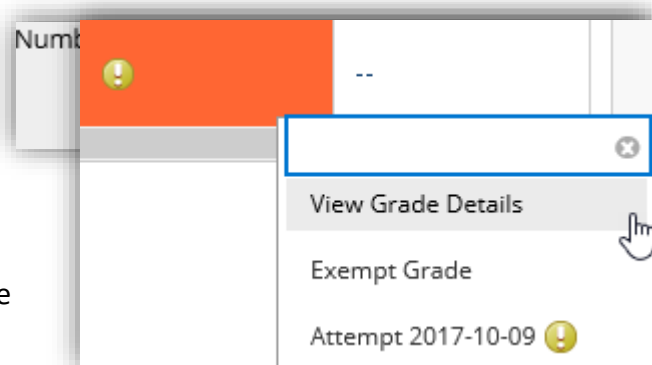 Numb
--
View Grade Details
Exempt Grade
e
Attempt 2017-10-09